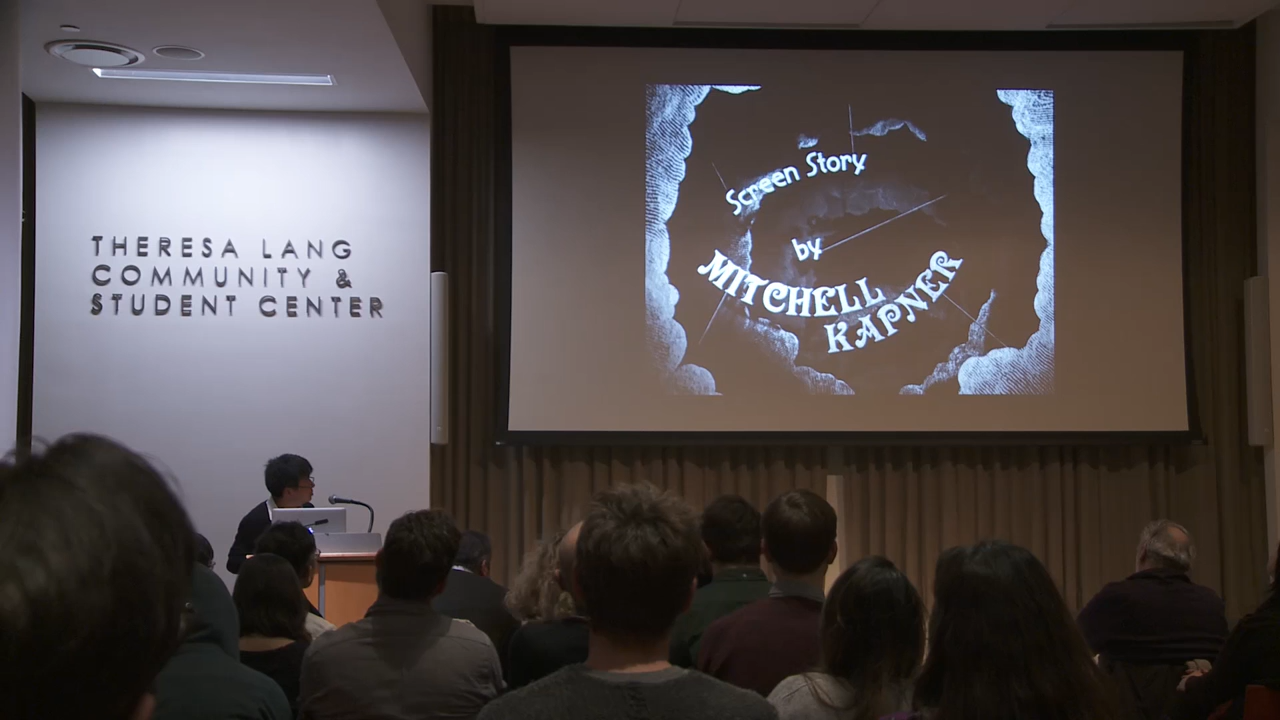 THERESA LANG
COMMUNITY &
STUDENT CENTER
Screen Story
by
MITCHELL
KAPNER